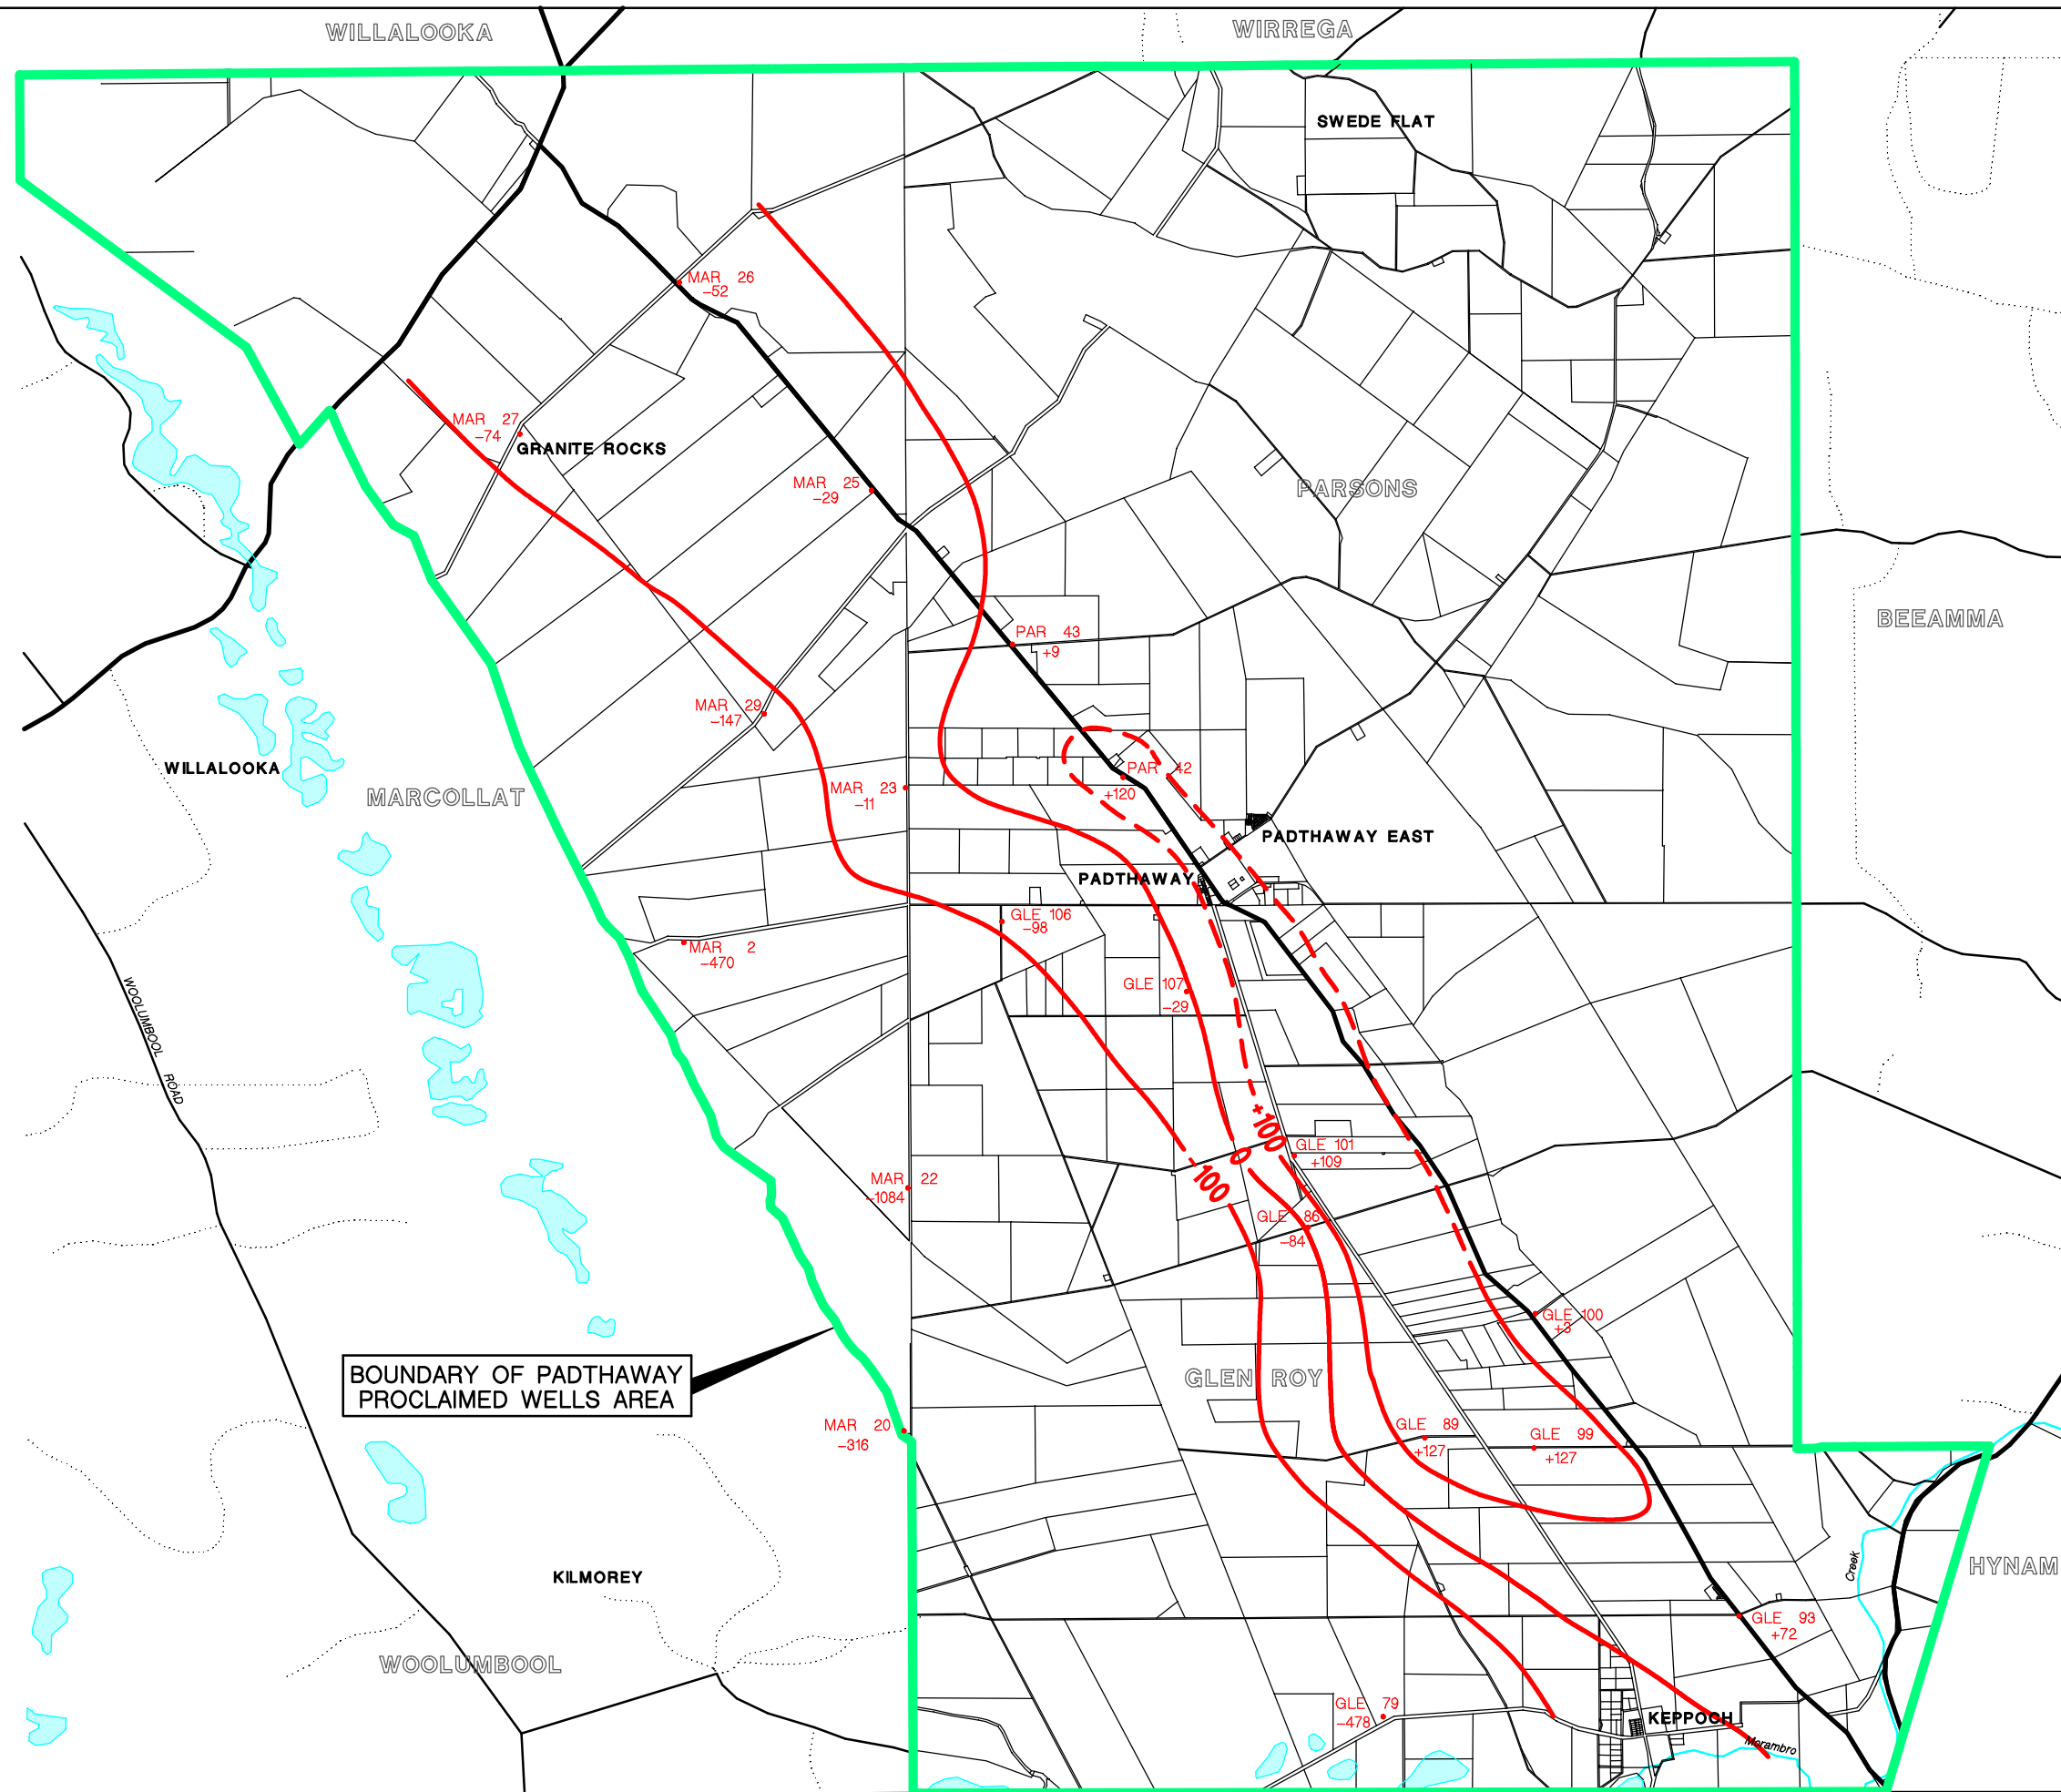 WILLALOOKA
WIRREGA
SWEDE FLAT
MAR 26
-52
MAR 27
-74
GRANITE ROCKS
MAR 25
-29
PARSONS
BEEAMMA
PAR 43
+9
MAR 29
-147
WILLALOOKA
MARCOLLAT
MAR 23
-11
PAR 42
+120
PADTHAWAY EAST
PADTHAWAY
GLE 106
-98
MAR 2
-470
GLE 107
-29
WOOLUMBOOL ROAD
+100
0
-100
GLE 101
+109
MAR 22
-1084
GLE 86
-84
GLE 100
+3
BOUNDARY OF PADTHAWAY
PROCLAIMED WELLS AREA
GLEN ROY
MAR 20
-316
GLE 89
+127
GLE 99
+127
KILMOREY
Creek
HYNAM
GLE 93
+72
WOOLUMBOOL
GLE 79
-478
KEPPOCH
Morambro